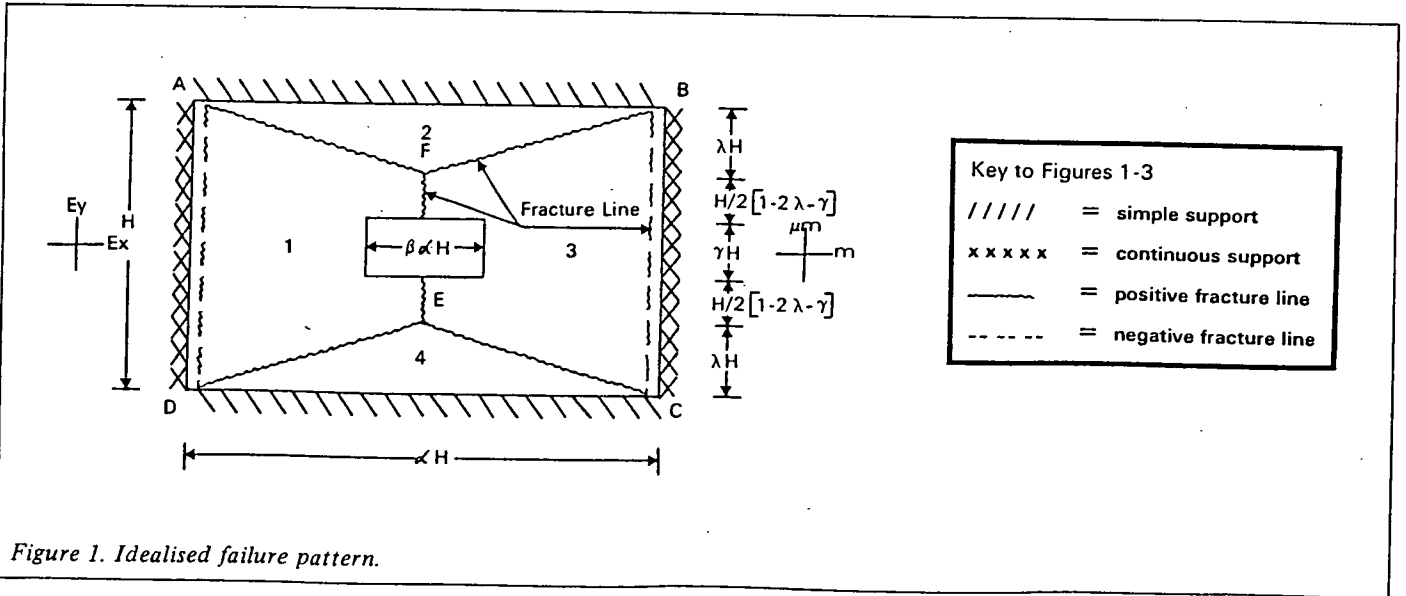 A
B
2
F
λH
Ey
H
Ex
Fracture Line
H/2 [1-2 λ-γ]
μm
m
1
β ∝ H
3
γH
E
H/2 [1-2 λ-γ]
4
λH
D
C
∝ H
Key to Figures 1-3
///// = simple support
x x x x x = continuous support
= positive fracture line
- - - - - = negative fracture line
Figure 1. Idealised failure pattern.